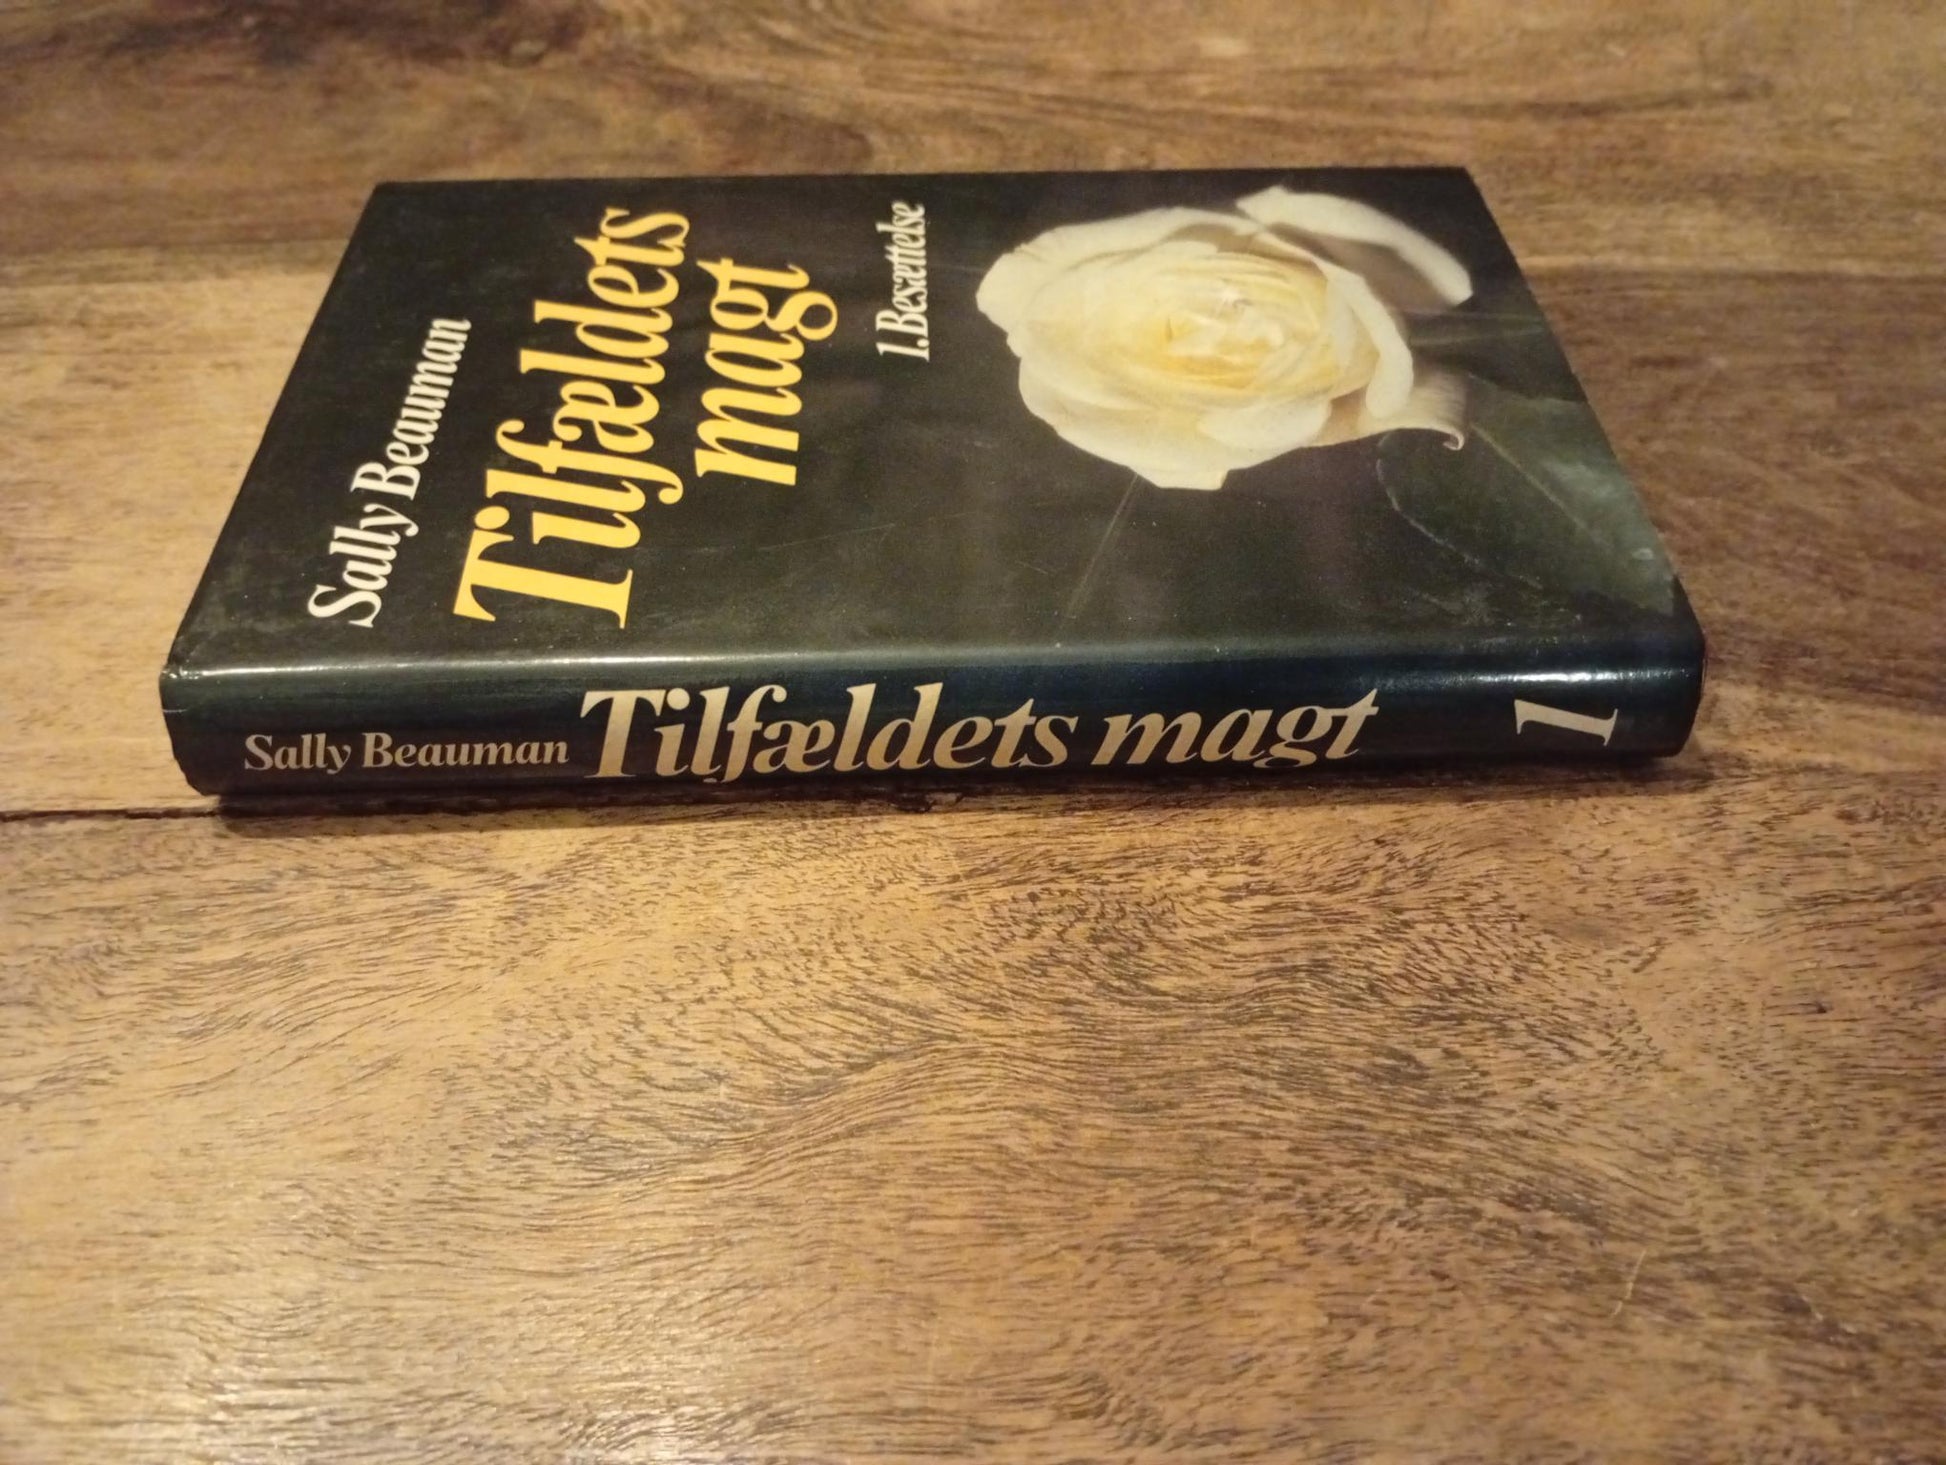 Sally Beauman
Tilfældets
magt
1. Besættelse
Sally Beauman Tilfældets magt 1